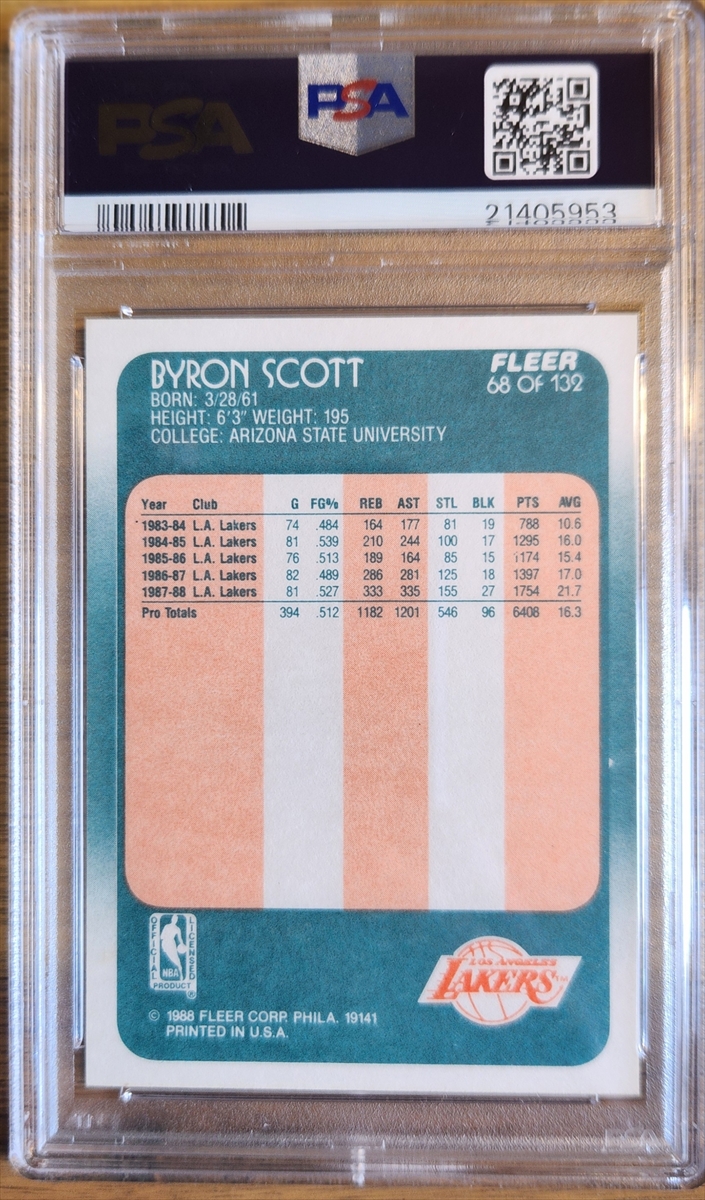 PSA
PSA
21405953
BYRON SCOTT
FLEER
68 OF 132
BORN: 3/28/61
HEIGHT: 6'3" WEIGHT: 195
COLLEGE: ARIZONA STATE UNIVERSITY
Year Club G FG% REB AST STL BLK PTS AVG
1983-84 L.A. Lakers 74 .484 164 177 81 19 788 10.6
1984-85 L.A. Lakers 81 .539 210 244 100 17 1295 16.0
1985-86 L.A. Lakers 76 .513 189 164 85 15 1174 15.4
1986-87 L.A. Lakers 82 .489 286 281 125 18 1397 17.0
1987-88 L.A. Lakers 81 .527 333 335 155 27 1754 21.7
Pro Totals 394 .512 1182 1201 546 96 6408 16.3
OFFICIAL
LICENSED
NBA
PRODUCT ®
LOS ANGELES
LAKERS™
© 1988 FLEER CORP. PHILA. 19141
PRINTED IN U.S.A.